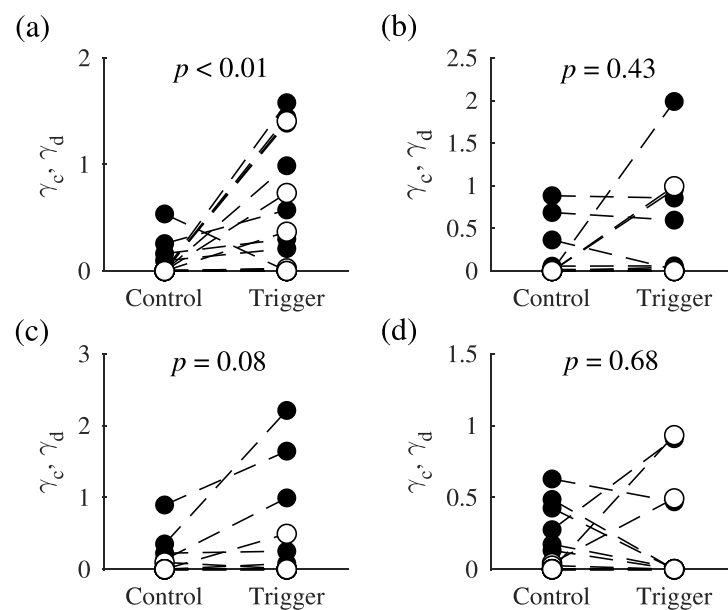 (a)
p < 0.01
γc, γd
2
1
0
Control
Trigger
(b)
p = 0.43
γc, γd
2.5
2
1.5
1
0.5
0
Control
Trigger
(c)
p = 0.08
γc, γd
3
2
1
0
Control
Trigger
(d)
p = 0.68
γc, γd
1.5
1
0.5
0
Control
Trigger